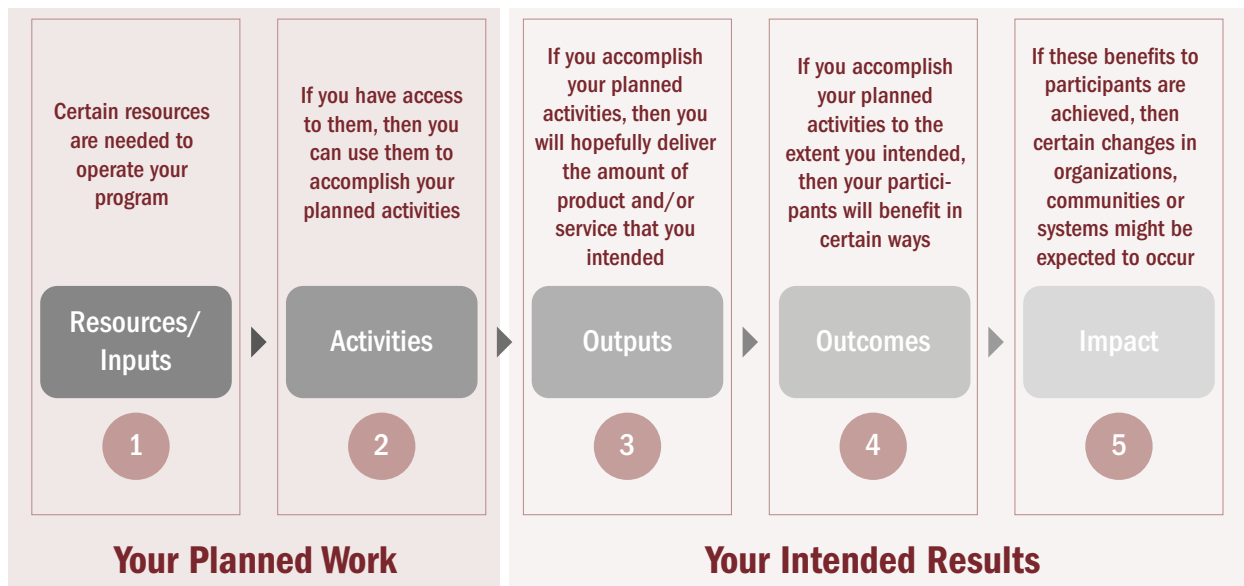 Certain resources
are needed to
operate your
program
If you have access
to them, then you
can use them to
accomplish your
planned activities
If you accomplish
your planned
activities, then you
will hopefully deliver
the amount of
product and/or
service that you
intended
If you accomplish
your planned
activities to the
extent you intended,
then your partici-
pants will benefit in
certain ways
If these benefits to
participants are
achieved, then
certain changes in
organizations,
communities or
systems might be
expected to occur
Resources/
Inputs
Activities
Outputs
Outcomes
Impact
1
2
3
4
5
Your Planned Work
Your Intended Results